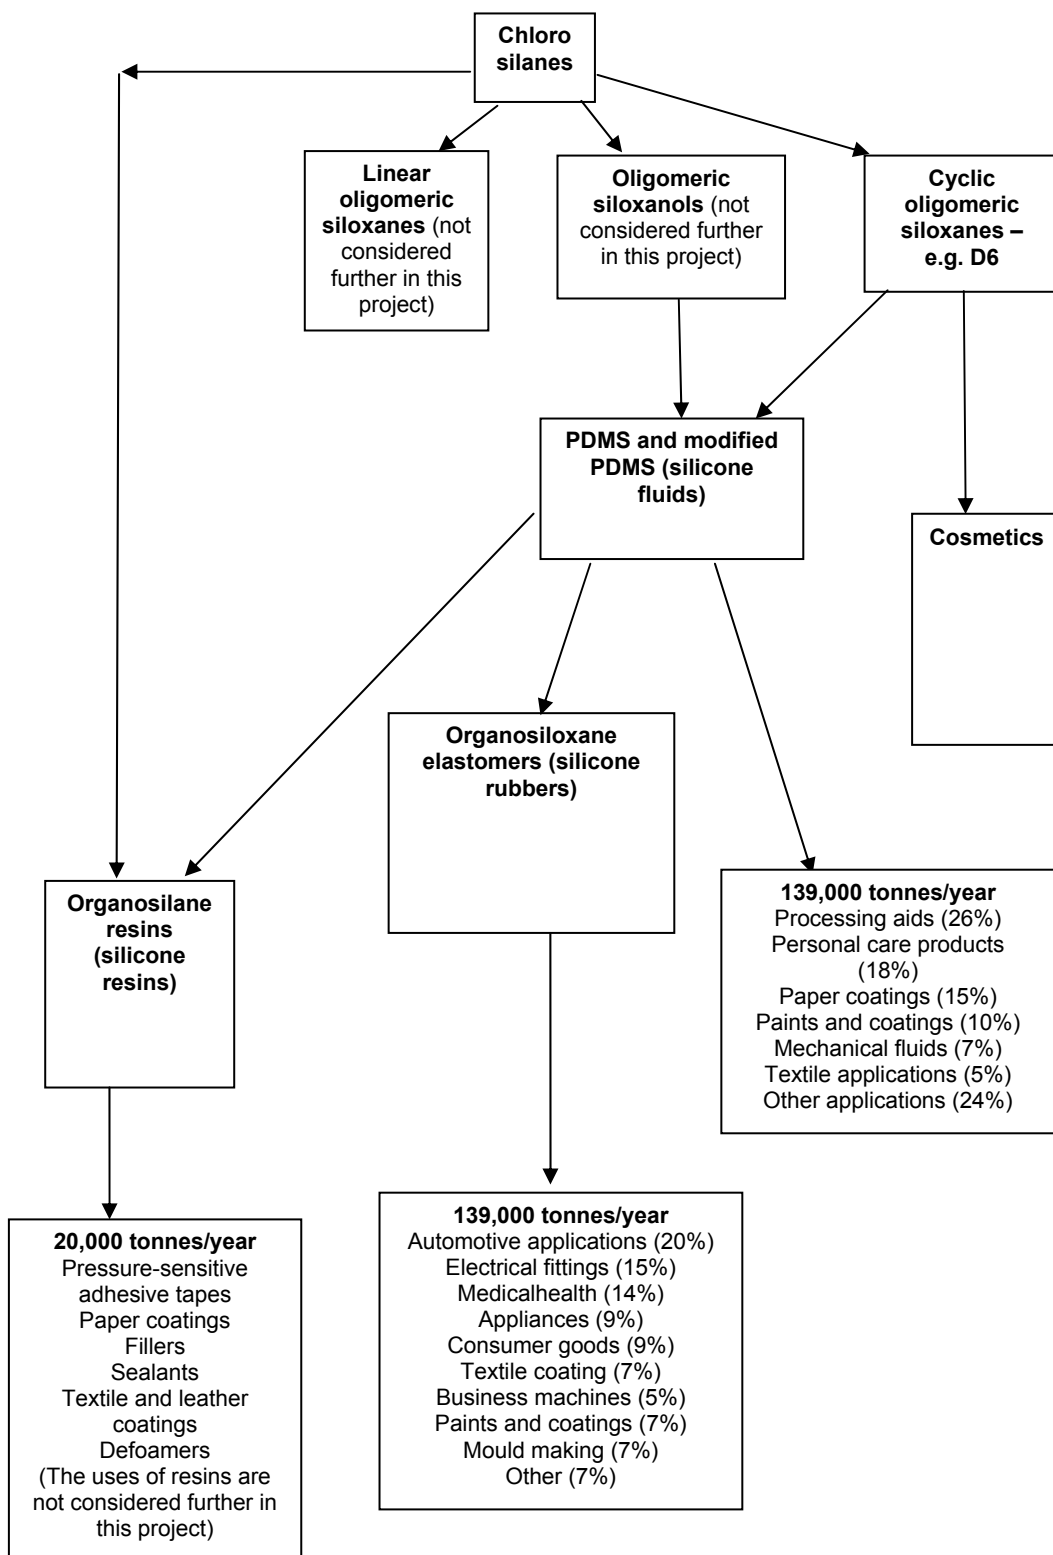 Chloro
silanes
Linear
oligomeric
siloxanes (not
considered
further in this
project)
Oligomeric
siloxanols (not
considered further
in this project)
Cyclic
oligomeric
siloxanes –
e.g. D6
PDMS and modified
PDMS (silicone
fluids)
Cosmetics
Organosiloxane
elastomers (silicone
rubbers)
Organosilane
resins
(silicone
resins)
139,000 tonnes/year
Processing aids (26%)
Personal care products
(18%)
Paper coatings (15%)
Paints and coatings (10%)
Mechanical fluids (7%)
Textile applications (5%)
Other applications (24%)
20,000 tonnes/year
Pressure-sensitive
adhesive tapes
Paper coatings
Fillers
Sealants
Textile and leather
coatings
Defoamers
(The uses of resins are
not considered further in
this project)
139,000 tonnes/year
Automotive applications (20%)
Electrical fittings (15%)
Medicalhealth (14%)
Appliances (9%)
Consumer goods (9%)
Textile coating (7%)
Business machines (5%)
Paints and coatings (7%)
Mould making (7%)
Other (7%)